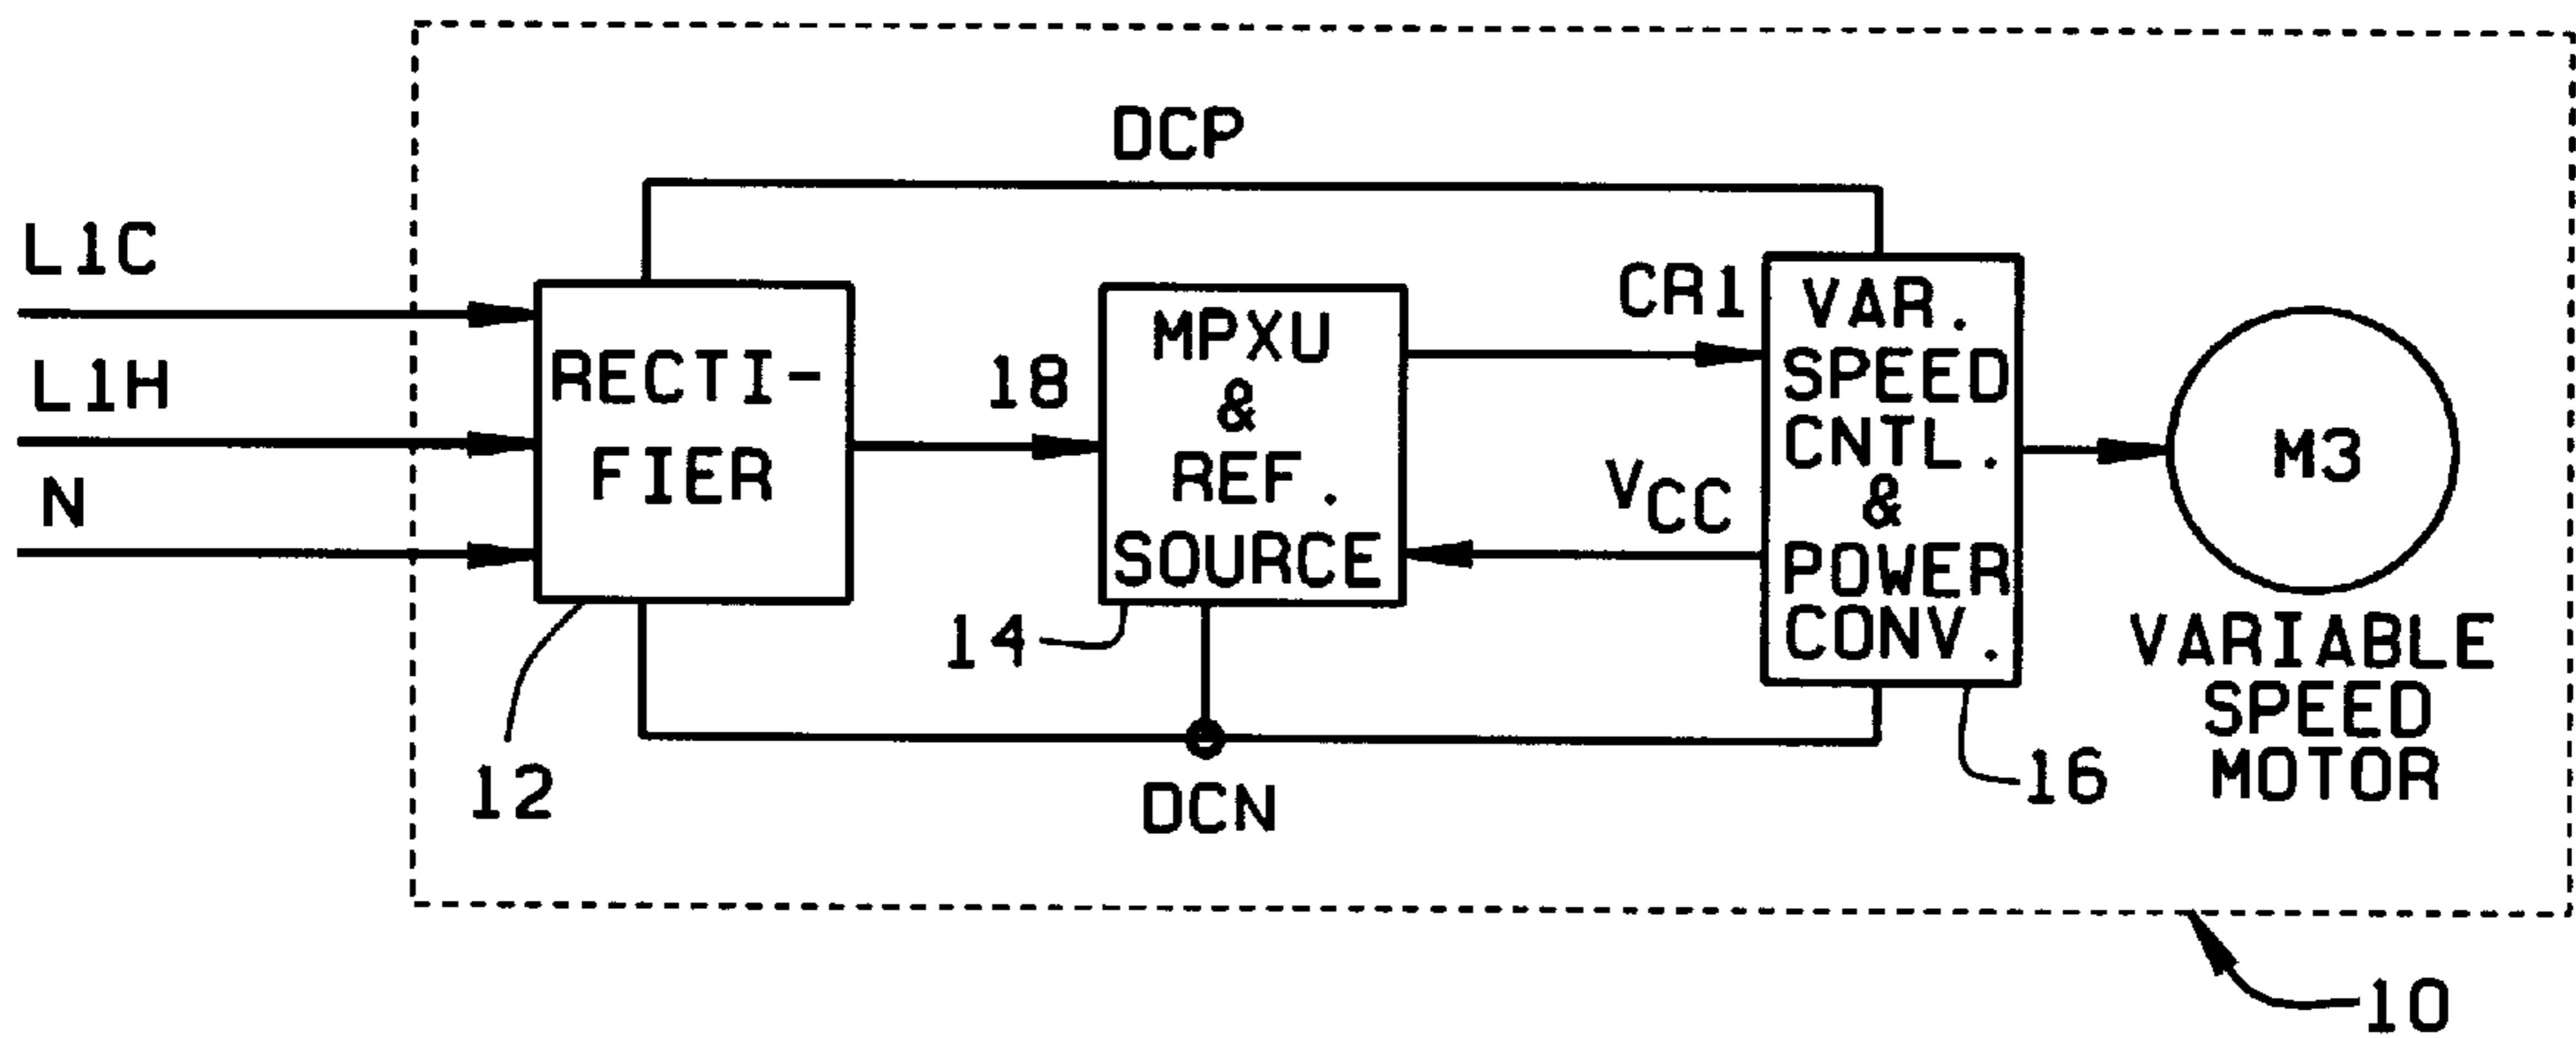 DCP
L1C
L1H
N
RECTI-
FIER
18
MPXU
&
REF.
SOURCE
CR1
VCC
VAR.
SPEED
CNTL.
&
POWER
CONV.
M3
VARIABLE
SPEED
MOTOR
12
14
DCN
16
10